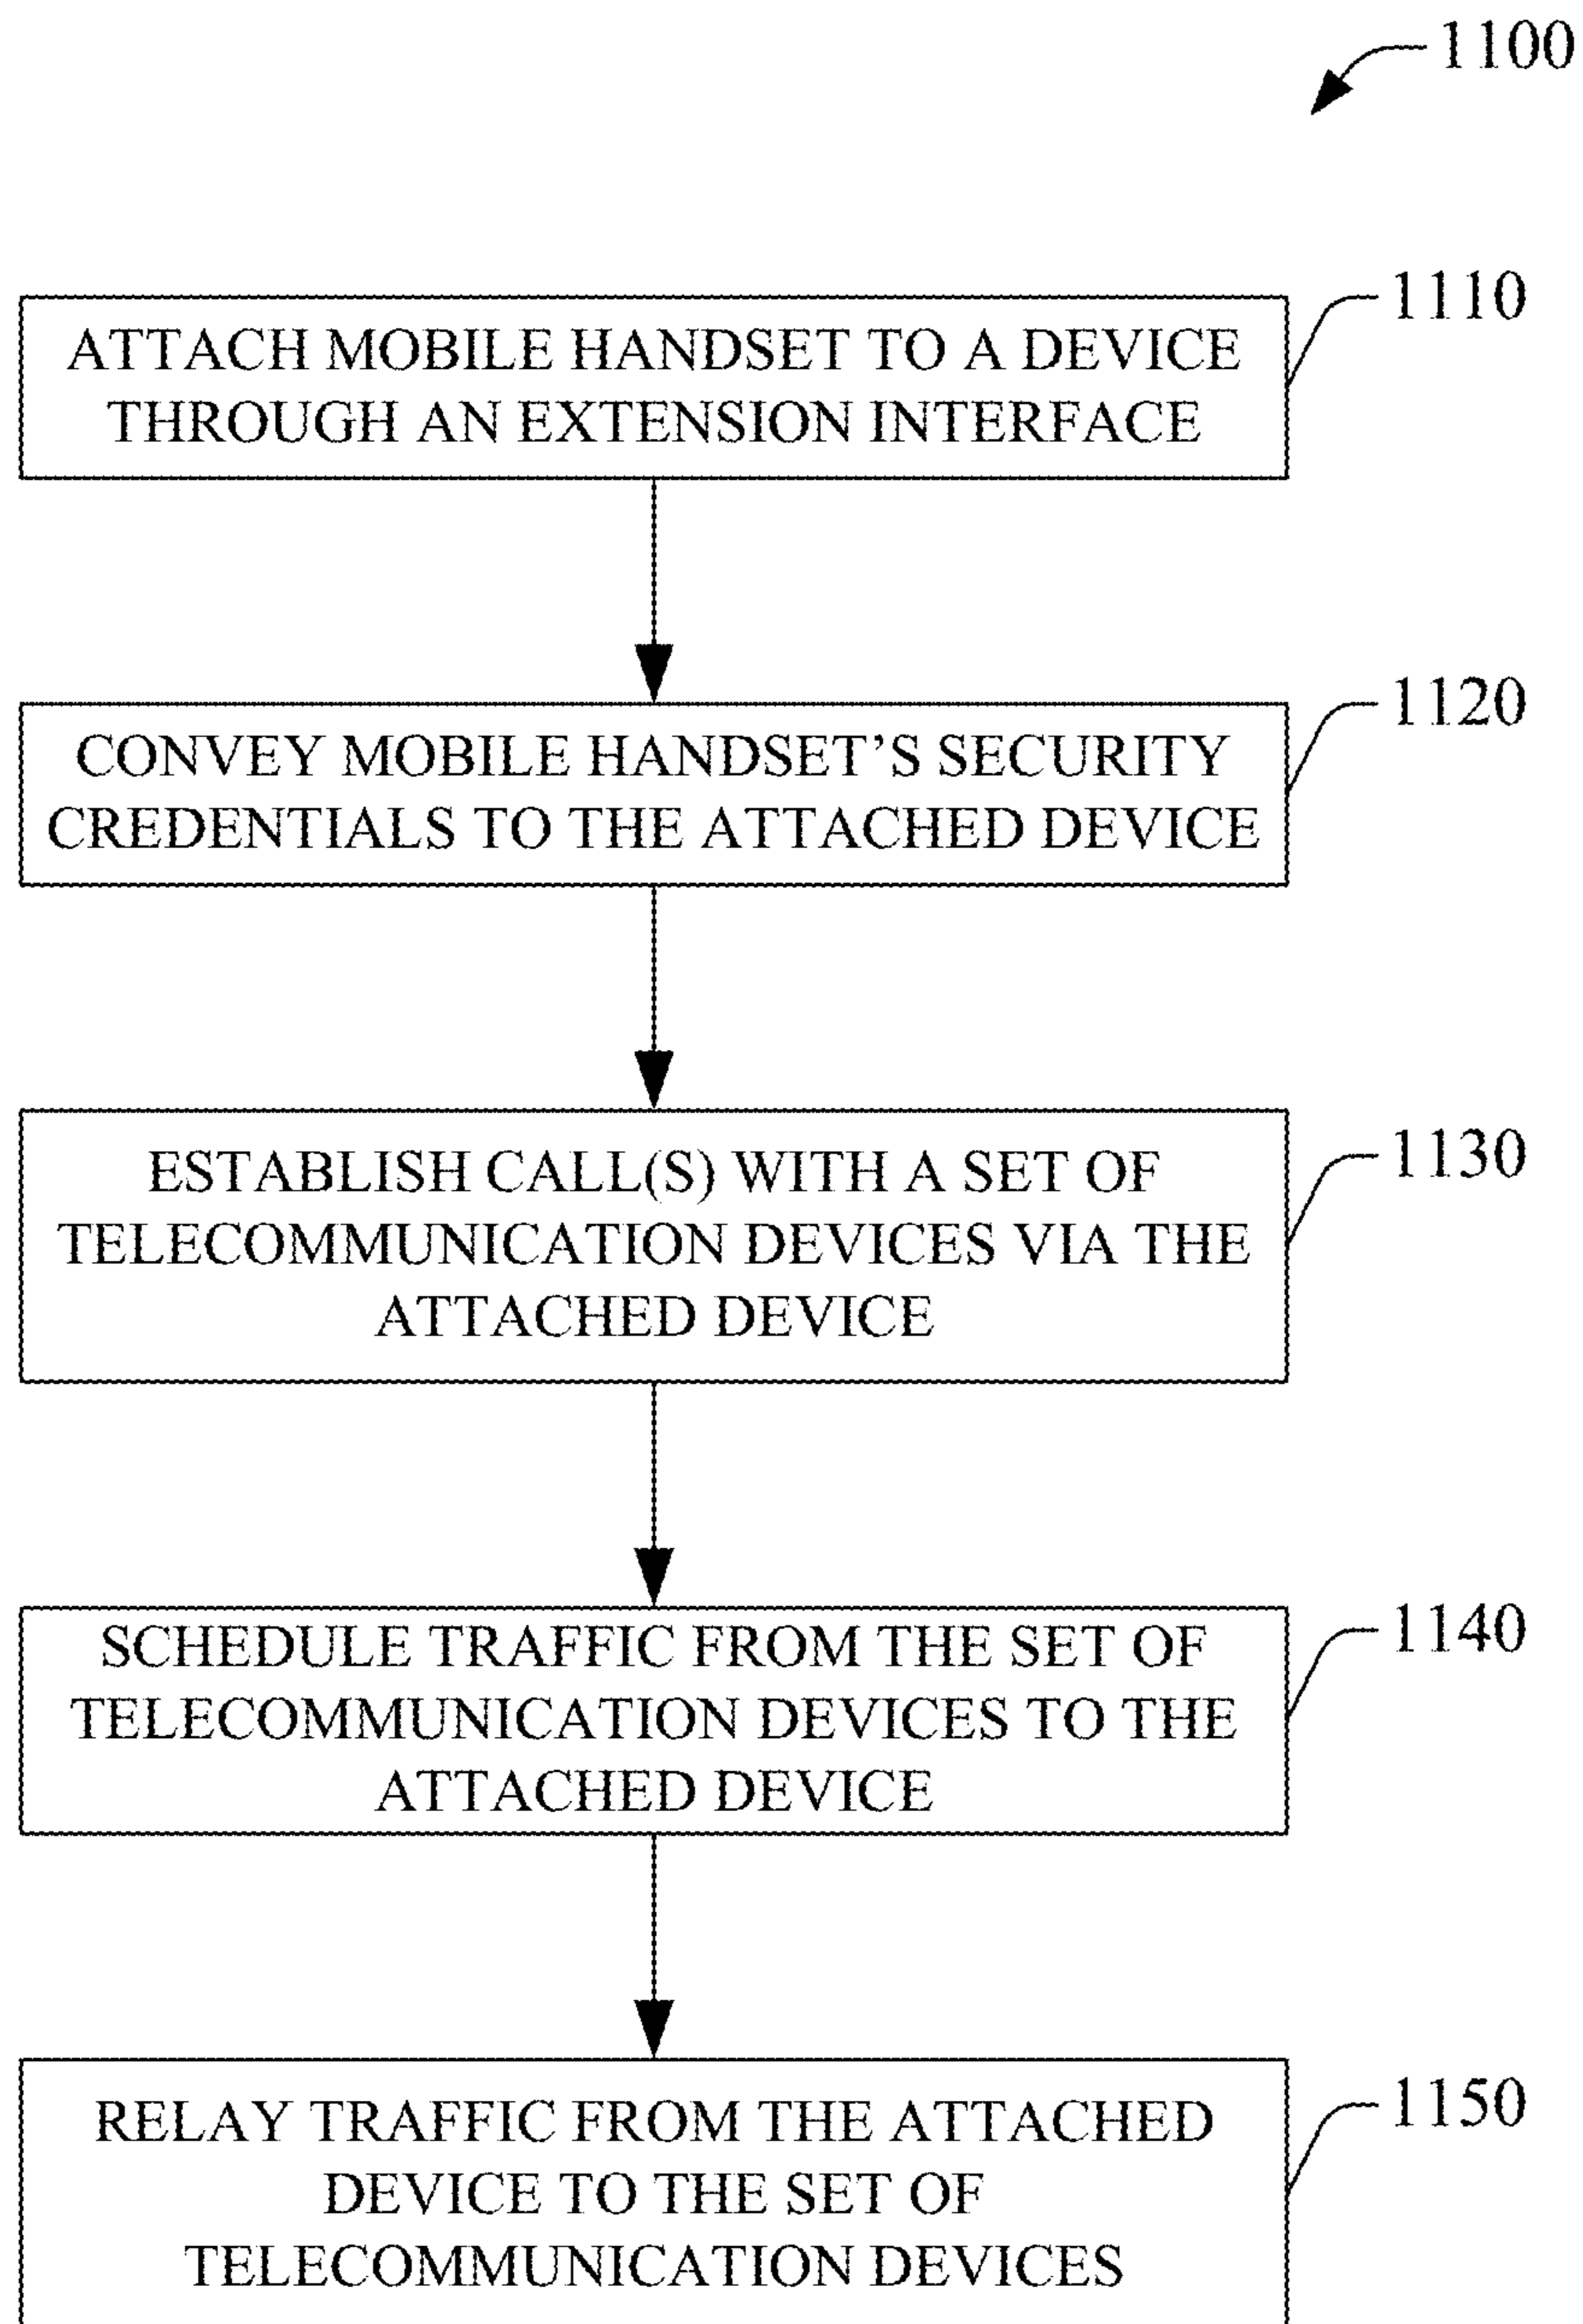 1100
1110
ATTACH MOBILE HANDSET TO A DEVICE
THROUGH AN EXTENSION INTERFACE
1120
CONVEY MOBILE HANDSET’S SECURITY
CREDENTIALS TO THE ATTACHED DEVICE
1130
ESTABLISH CALL(S) WITH A SET OF
TELECOMMUNICATION DEVICES VIA THE
ATTACHED DEVICE
1140
SCHEDULE TRAFFIC FROM THE SET OF
TELECOMMUNICATION DEVICES TO THE
ATTACHED DEVICE
1150
RELAY TRAFFIC FROM THE ATTACHED
DEVICE TO THE SET OF
TELECOMMUNICATION DEVICES